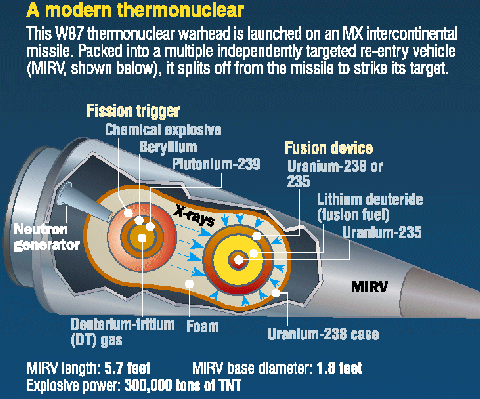 A modern thermonuclear
This W87 thermonuclear warhead is launched on an MX intercontinental
missile. Packed into a multiple independently targeted re-entry vehicle
(MIRV, shown below), it splits off from the missile to strike its target.
Fission trigger
Chemical explosive
Beryllium
Plutonium-239
Fusion device
Uranium-238 or
235
Lithium deuteride
(fusion fuel)
Uranium-235
X-rays
Neutron
generator
MIRV
Deuterium-tritium
(DT) gas
Foam
Uranium-238 case
MIRV length: 5.7 feet
MIRV base diameter: 1.8 feet
Explosive power: 300,000 tons of TNT